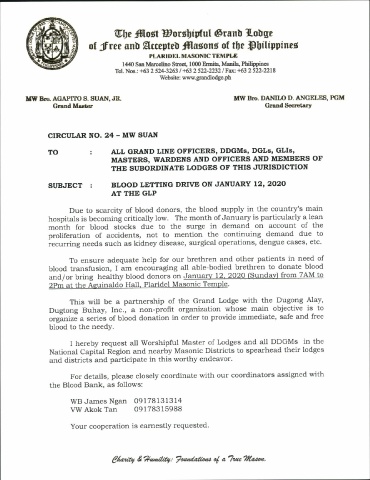 The Most Worshipful Grand Lodge
of Free and Accepted Masons of the Philippines
PLARIDEL MASONIC TEMPLE
1440 San Marcelino Street, 1000 Ermita, Manila, Philippines
Tel. Nos.: +63 2 524-3263 / +63 2 522-2232 / Fax: +63 2 522-2218
Website: www.grandlodge.ph
MW Bro. AGAPITO S. SUAN, JR.
Grand Master
MW Bro. DANILO D. ANGELES, PGM
Grand Secretary
CIRCULAR NO. 24 – MW SUAN
TO : ALL GRAND LINE OFFICERS, DDGMs, DGLs, GLIs,
MASTERS, WARDENS AND OFFICERS AND MEMBERS OF
THE SUBORDINATE LODGES OF THIS JURISDICTION
SUBJECT : BLOOD LETTING DRIVE ON JANUARY 12, 2020
AT THE GLP
Due to scarcity of blood donors, the blood supply in the country's main
hospitals is becoming critically low. The month of January is particularly a lean
month for blood stocks due to the surge in demand on account of the
proliferation of accidents, not to mention the continuing demand due to
recurring needs such as kidney disease, surgical operations, dengue cases, etc.
To ensure adequate help for our brethren and other patients in need of
blood transfusion, I am encouraging all able-bodied brethren to donate blood
and/or bring healthy blood donors on January 12, 2020 (Sunday) from 7AM to
2Pm at the Aguinaldo Hall, Plaridel Masonic Temple.
This will be a partnership of the Grand Lodge with the Dugong Alay,
Dugtong Buhay, Inc., a non-profit organization whose main objective is to
organize a series of blood donation in order to provide immediate, safe and free
blood to the needy.
I hereby request all Worshipful Master of Lodges and all DDGMs in the
National Capital Region and nearby Masonic Districts to spearhead their lodges
and districts and participate in this worthy endeavor.
For details, please closely coordinate with our coordinators assigned with
the Blood Bank, as follows:
WB James Ngan 09178131314
VW Akok Tan 09178315988
Your cooperation is earnestly requested.
Charity & Humility: Foundations of a True Mason.